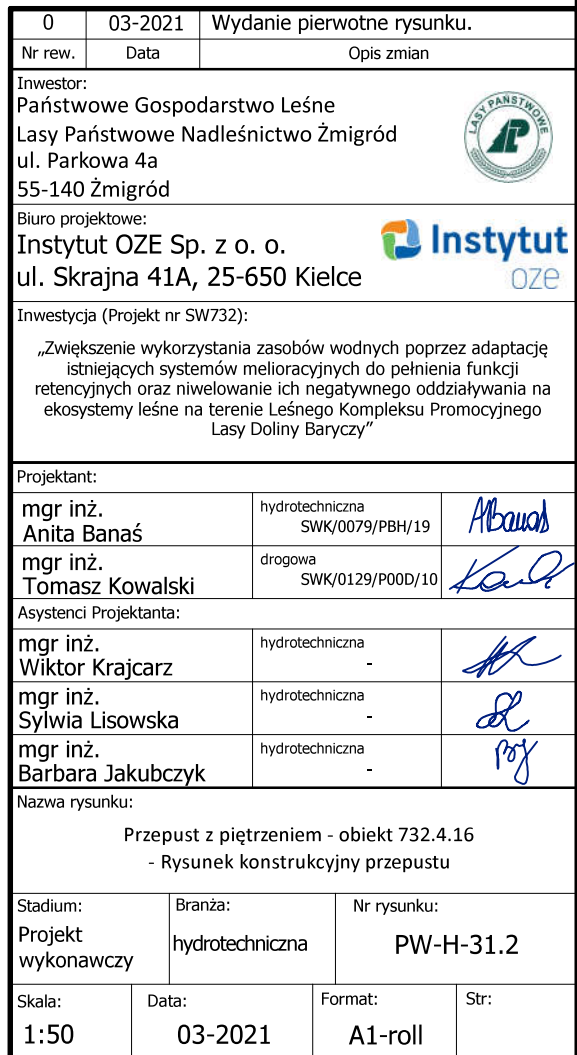 0 03-2021 Wydanie pierwotne rysunku.
Nr rew. Data Opis zmian
Inwestor:
Państwowe Gospodarstwo Leśne
Lasy Państwowe Nadleśnictwo Żmigród
ul. Parkowa 4a
55-140 Żmigród
LASY PAŃSTWOWE
Biuro projektowe:
Instytut OZE Sp. z o. o.
ul. Skrajna 41A, 25-650 Kielce
Instytut
oze
Inwestycja (Projekt nr SW732):
„Zwiększenie wykorzystania zasobów wodnych poprzez adaptację
istniejących systemów melioracyjnych do pełnienia funkcji
retencyjnych oraz niwelowanie ich negatywnego oddziaływania na
ekosystemy leśne na terenie Leśnego Kompleksu Promocyjnego
Lasy Doliny Baryczy”
Projektant:
mgr inż.
Anita Banaś
hydrotechniczna
SWK/0079/PBH/19
ABanaś
mgr inż.
Tomasz Kowalski
drogowa
SWK/0129/P00D/10
Asystenci Projektanta:
mgr inż.
Wiktor Krajcarz
hydrotechniczna
-
mgr inż.
Sylwia Lisowska
hydrotechniczna
-
mgr inż.
Barbara Jakubczyk
hydrotechniczna
-
Nazwa rysunku:
Przepust z piętrzeniem - obiekt 732.4.16
- Rysunek konstrukcyjny przepustu
Stadium: Branża: Nr rysunku:
Projekt
wykonawczy
hydrotechniczna
PW-H-31.2
Skala: Data: Format: Str:
1:50 03-2021 A1-roll